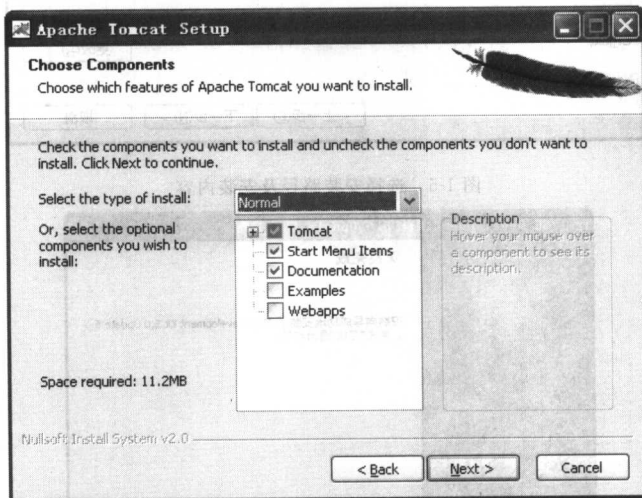 Apache Tomcat Setup
Choose Components
Choose which features of Apache Tomcat you want to install.
Check the components you want to install and uncheck the components you don't want to
install. Click Next to continue.
Select the type of install:
Normal
Or, select the optional
components you wish to
install:
Tomcat
Start Menu Items
Documentation
Examples
Webapps
Description
Hover your mouse over
a component to see its
description.
Space required: 11.2MB
Nullsoft Install System v2.0
< Back
Next >
Cancel